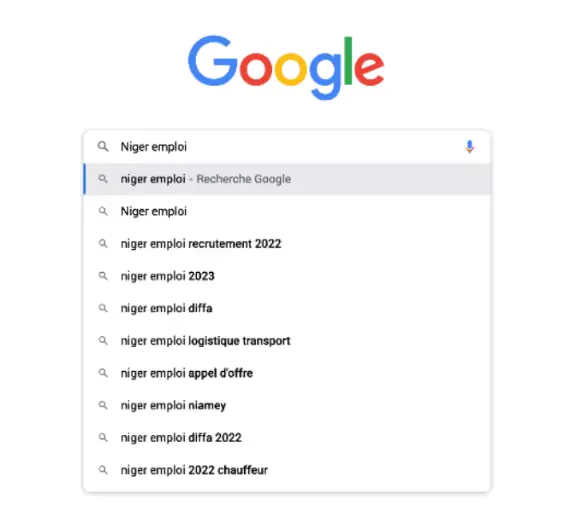 Google
Niger emploi
niger emploi - Recherche Google
Niger emploi
niger emploi recrutement 2022
niger emploi 2023
niger emploi diffa
niger emploi logistique transport
niger emploi appel d'offre
niger emploi niamey
niger emploi diffa 2022
niger emploi 2022 chauffeur